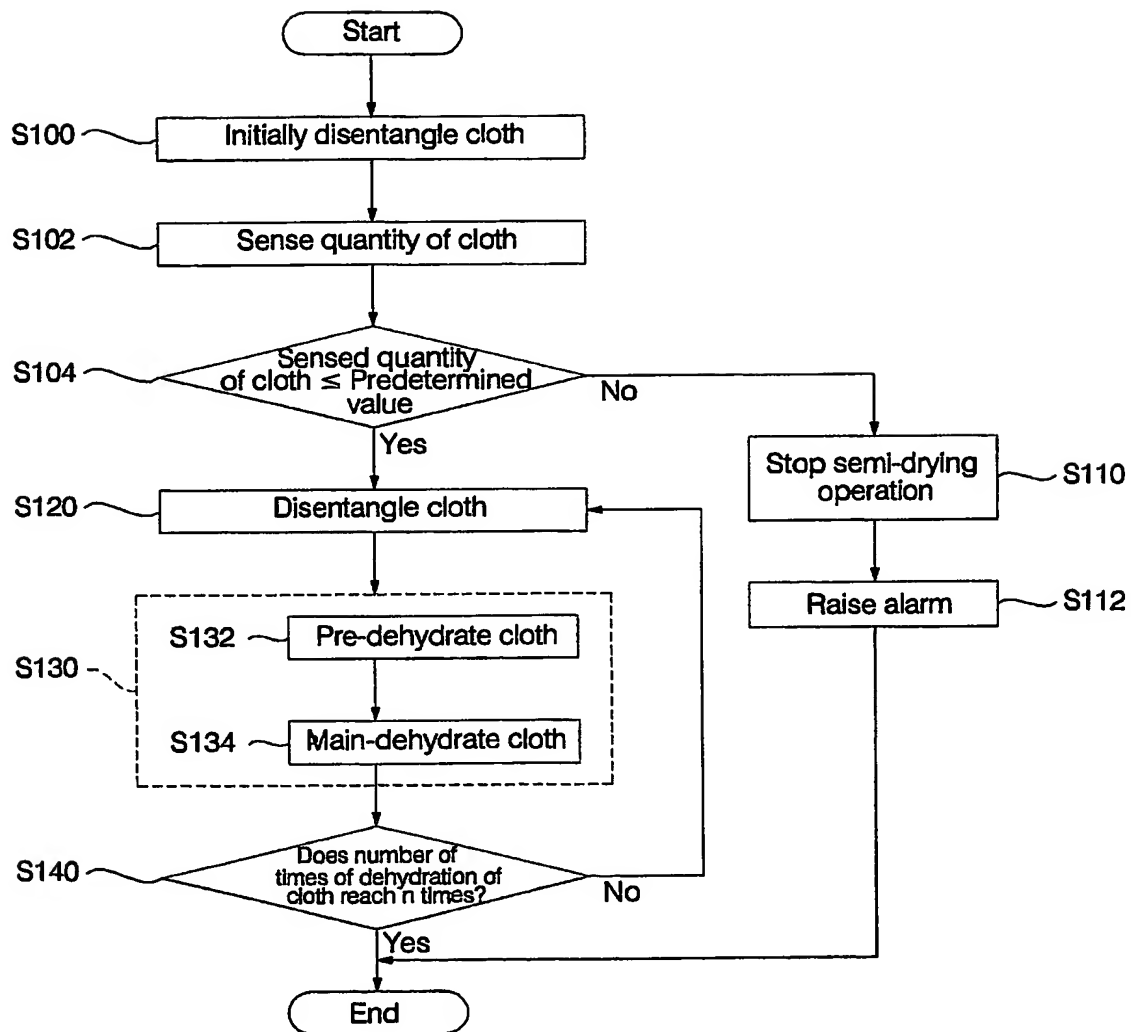 Start
S100
Initially disentangle cloth
S102
Sense quantity of cloth
S104
Sensed quantity
of cloth ≤ Predetermined
value
No
Yes
Stop semi-drying
operation
S110
S120
Disentangle cloth
Raise alarm
S112
S130
S132
Pre-dehydrate cloth
S134
Main-dehydrate cloth
S140
Does number of
times of dehydration of
cloth reach n times?
No
Yes
End